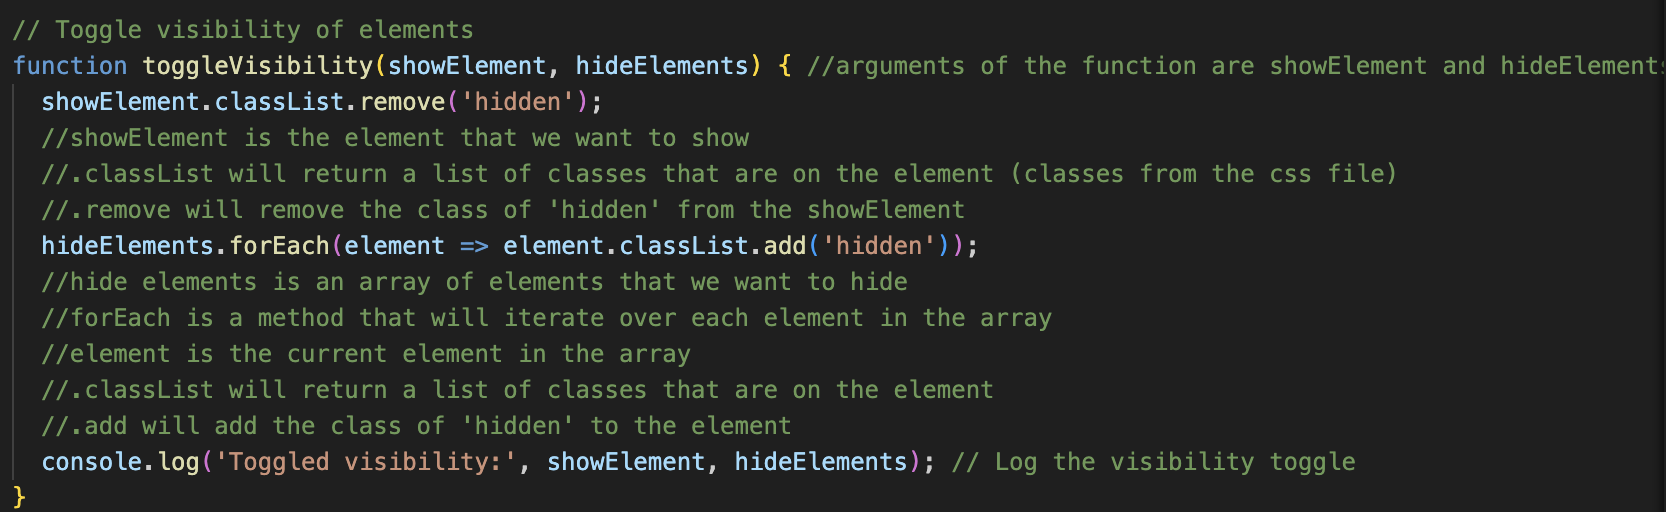 // Toggle visibility of elements
function toggleVisibility(showElement, hideElements) { //arguments of the function are showElement and hideElements
  showElement.classList.remove('hidden');
  //showElement is the element that we want to show
  //.classList will return a list of classes that are on the element (classes from the css file)
  //.remove will remove the class of 'hidden' from the showElement
  hideElements.forEach(element => element.classList.add('hidden'));
  //hide elements is an array of elements that we want to hide
  //forEach is a method that will iterate over each element in the array
  //element is the current element in the array
  //.classList will return a list of classes that are on the element
  //.add will add the class of 'hidden' to the element
  console.log('Toggled visibility:', showElement, hideElements); // Log the visibility toggle
}